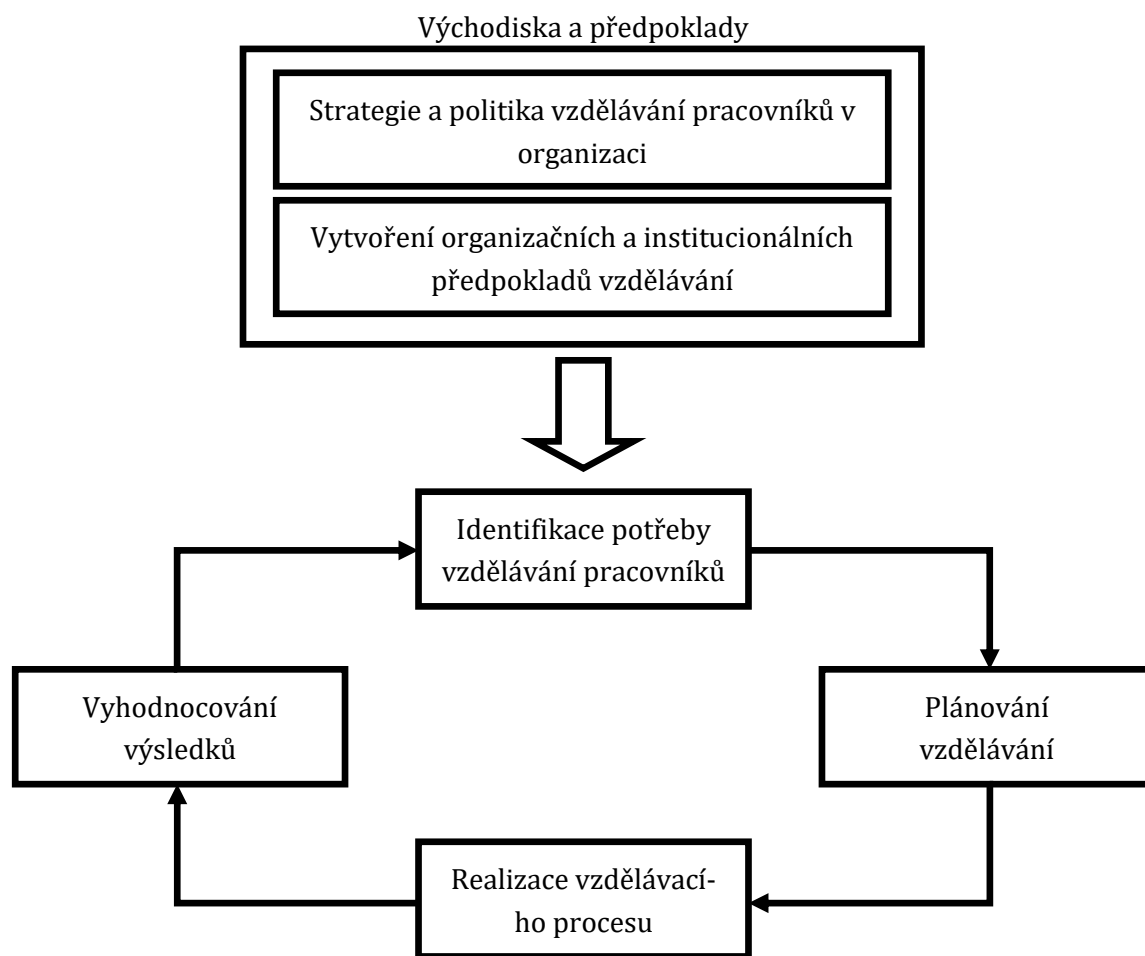 Východiska a předpoklady
Strategie a politika vzdělávání pracovníků v
organizaci
Vytvoření organizačních a institucionálních
předpokladů vzdělávání
Identifikace potřeby
vzdělávání pracovníků
Vyhodnocování
výsledků
Plánování
vzdělávání
Realizace vzdělávací-
ho procesu